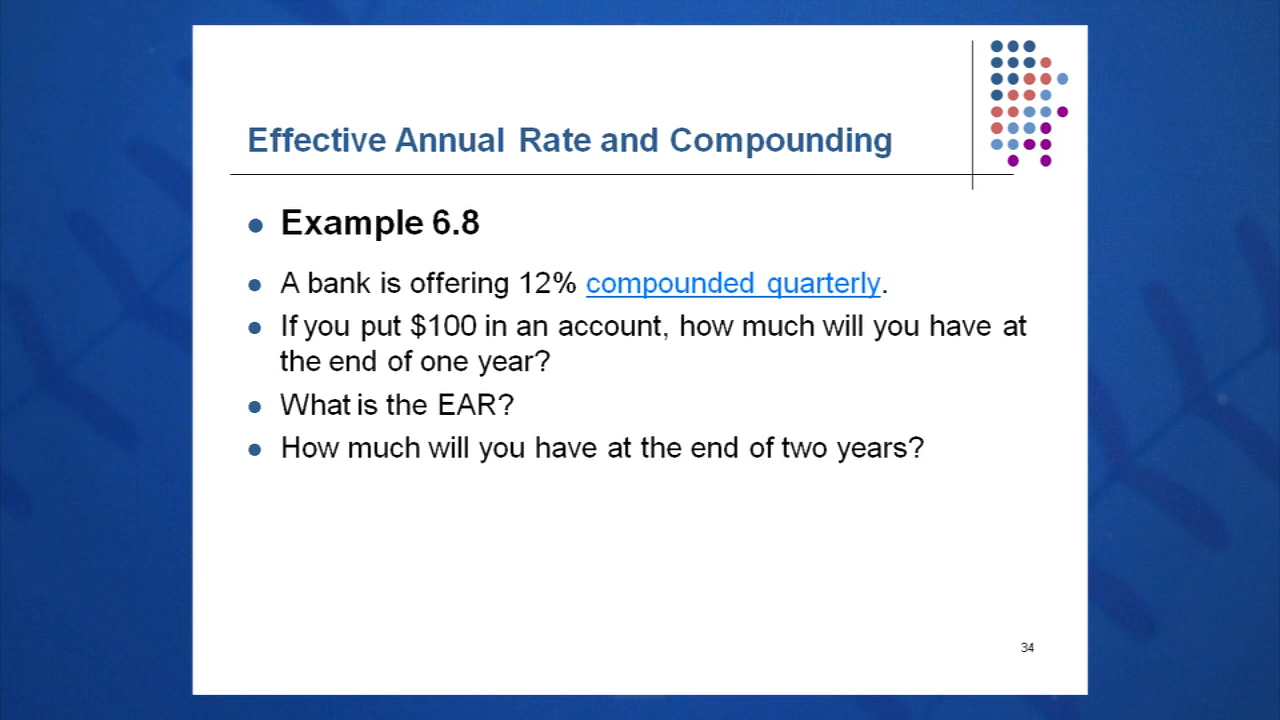 Effective Annual Rate and Compounding
Example 6.8
A bank is offering 12% compounded quarterly.
If you put $100 in an account, how much will you have at
the end of one year?
What is the EAR?
How much will you have at the end of two years?
34